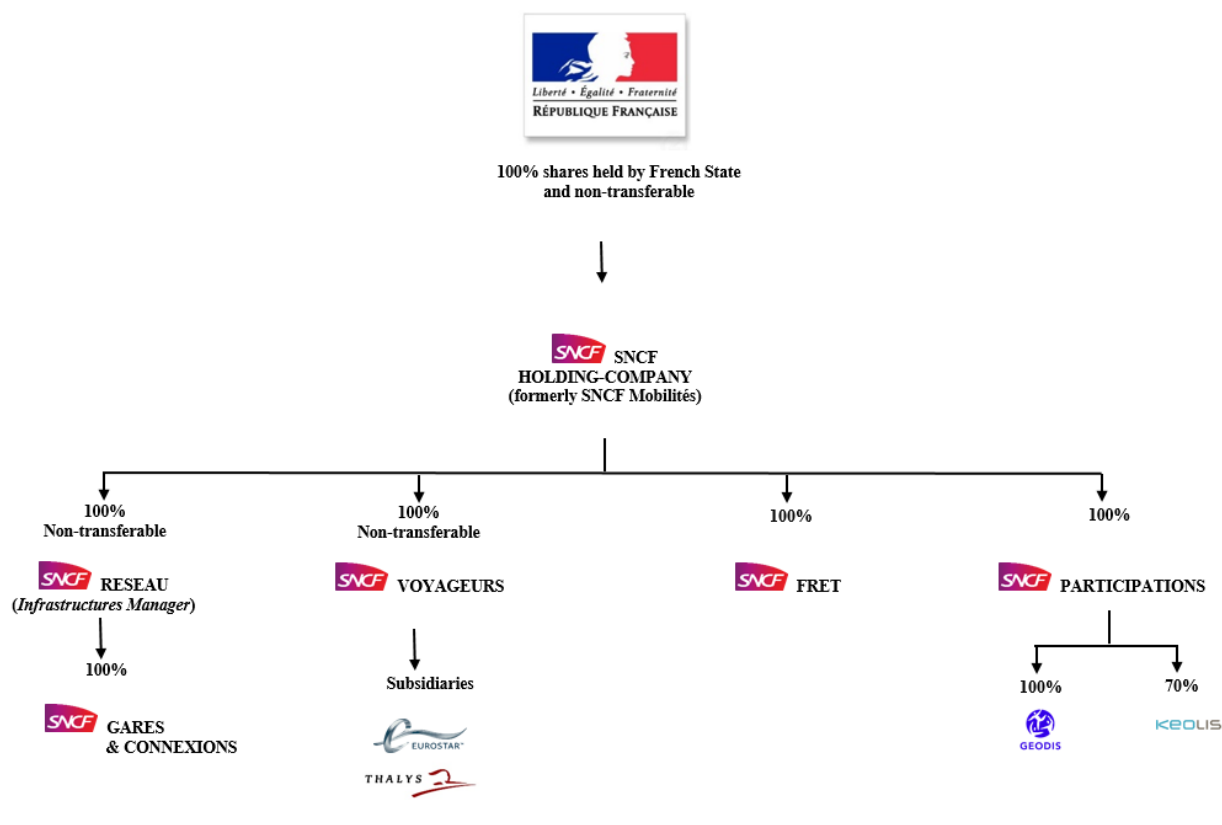 Liberté • Égalité • Fraternité
RÉPUBLIQUE FRANÇAISE
100% shares held by French State
and non-transferable
SNCF SNCF
HOLDING-COMPANY
(formerly SNCF Mobilités)
100%
Non-transferable
100%
Non-transferable
100%
100%
SNCF RESEAU
(Infrastructures Manager)
SNCF VOYAGEURS
SNCF FRET
SNCF PARTICIPATIONS
100%
Subsidiaries
100%
70%
SNCF GARES
& CONNEXIONS
EUROSTAR™
THALYS
GEODIS
KEOLIS